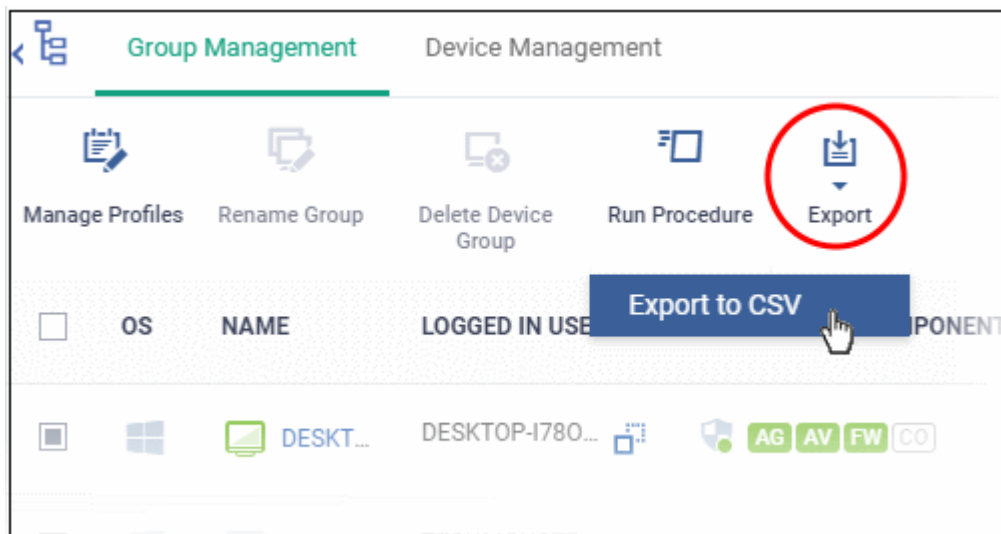 Group Management Device Management
Manage Profiles Rename Group Delete Device Group Run Procedure Export
Export to CSV
OS NAME LOGGED IN USE PONENT
DESKT... DESKTOP-I78O... AG AV FW CO